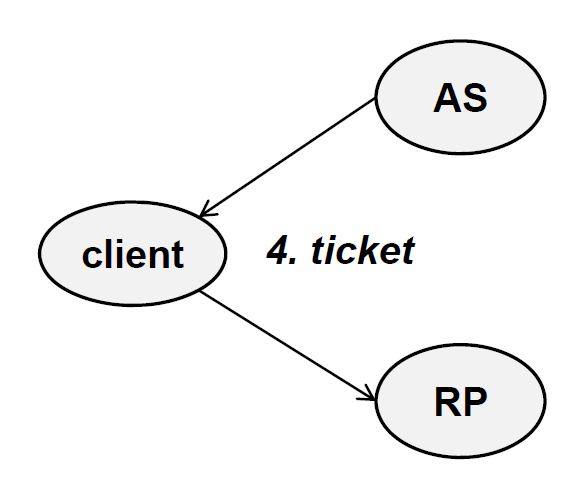 AS
client
4. ticket
RP